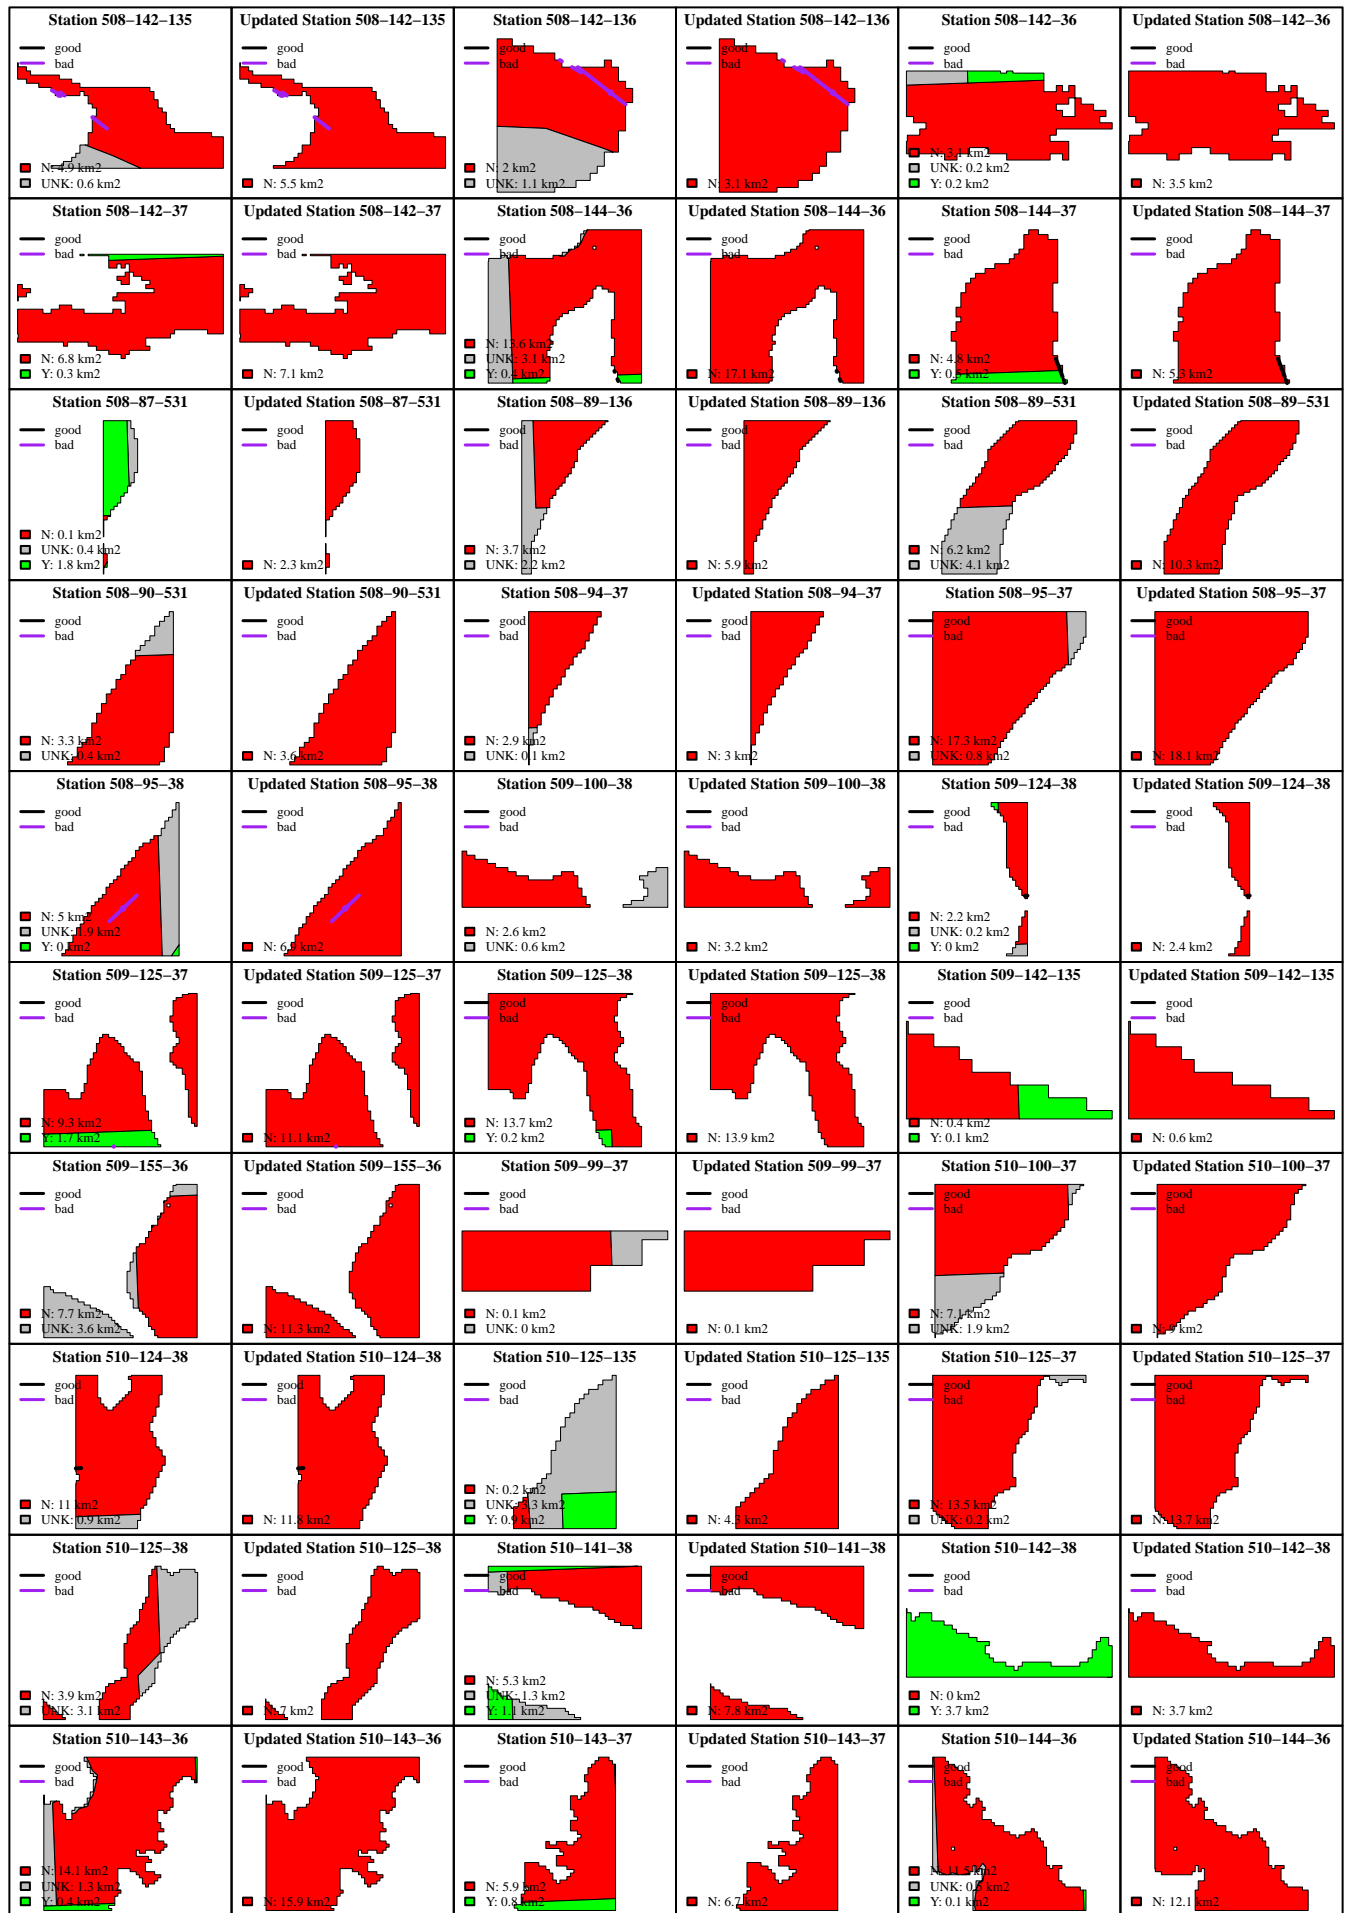 Station 508−142−135
good
bad
N: 4.9 km2
UNK: 0.6 km2
Updated Station 508−142−135
good
bad
N: 5.5 km2
Station 508−142−136
good
bad
N: 2 km2
UNK: 1.1 km2
Updated Station 508−142−136
good
bad
N: 3.1 km2
Station 508−142−36
good
bad
N: 3.1 km2
UNK: 0.2 km2
Y: 0.2 km2
Updated Station 508−142−36
good
bad
N: 3.5 km2
Station 508−142−37
good
bad
N: 6.8 km2
Y: 0.3 km2
Updated Station 508−142−37
good
bad
N: 7.1 km2
Station 508−144−36
good
bad
N: 13.6 km2
UNK: 3.1 km2
Y: 0.4 km2
Updated Station 508−144−36
good
bad
N: 17.1 km2
Station 508−144−37
good
bad
N: 4.8 km2
Y: 0.5 km2
Updated Station 508−144−37
good
bad
N: 5.3 km2
Station 508−87−531
good
bad
N: 0.1 km2
UNK: 0.4 km2
Y: 1.8 km2
Updated Station 508−87−531
good
bad
N: 2.3 km2
Station 508−89−136
good
bad
N: 3.7 km2
UNK: 2.2 km2
Updated Station 508−89−136
good
bad
N: 5.9 km2
Station 508−89−531
good
bad
N: 6.2 km2
UNK: 4.1 km2
Updated Station 508−89−531
good
bad
N: 10.3 km2
Station 508−90−531
good
bad
N: 3.3 km2
UNK: 0.4 km2
Updated Station 508−90−531
good
bad
N: 3.6 km2
Station 508−94−37
good
bad
N: 2.9 km2
UNK: 0.1 km2
Updated Station 508−94−37
good
bad
N: 3 km2
Station 508−95−37
good
bad
N: 17.3 km2
UNK: 0.8 km2
Updated Station 508−95−37
good
bad
N: 18.1 km2
Station 508−95−38
good
bad
N: 5 km2
UNK: 1.9 km2
Y: 0 km2
Updated Station 508−95−38
good
bad
N: 6.9 km2
Station 509−100−38
good
bad
N: 2.6 km2
UNK: 0.6 km2
Updated Station 509−100−38
good
bad
N: 3.2 km2
Station 509−124−38
good
bad
N: 2.2 km2
UNK: 0.2 km2
Y: 0 km2
Updated Station 509−124−38
good
bad
N: 2.4 km2
Station 509−125−37
good
bad
N: 9.3 km2
Y: 1.7 km2
Updated Station 509−125−37
good
bad
N: 11.1 km2
Station 509−125−38
good
bad
N: 13.7 km2
Y: 0.2 km2
Updated Station 509−125−38
good
bad
N: 13.9 km2
Station 509−142−135
good
bad
N: 0.4 km2
Y: 0.1 km2
Updated Station 509−142−135
good
bad
N: 0.6 km2
Station 509−155−36
good
bad
N: 7.7 km2
UNK: 3.6 km2
Updated Station 509−155−36
good
bad
N: 11.3 km2
Station 509−99−37
good
bad
N: 0.1 km2
UNK: 0 km2
Updated Station 509−99−37
good
bad
N: 0.1 km2
Station 510−100−37
good
bad
N: 7.1 km2
UNK: 1.9 km2
Updated Station 510−100−37
good
bad
N: 9 km2
Station 510−124−38
good
bad
N: 11 km2
UNK: 0.9 km2
Updated Station 510−124−38
good
bad
N: 11.8 km2
Station 510−125−135
good
bad
N: 0.2 km2
UNK: 3.3 km2
Y: 0.9 km2
Updated Station 510−125−135
good
bad
N: 4.3 km2
Station 510−125−37
good
bad
N: 13.5 km2
UNK: 0.2 km2
Updated Station 510−125−37
good
bad
N: 13.7 km2
Station 510−125−38
good
bad
N: 3.9 km2
UNK: 3.1 km2
Updated Station 510−125−38
good
bad
N: 7 km2
Station 510−141−38
good
bad
N: 5.3 km2
UNK: 1.3 km2
Y: 1.1 km2
Updated Station 510−141−38
good
bad
N: 7.8 km2
Station 510−142−38
good
bad
N: 0 km2
Y: 3.7 km2
Updated Station 510−142−38
good
bad
N: 3.7 km2
Station 510−143−36
good
bad
N: 14.1 km2
UNK: 1.3 km2
Y: 0.4 km2
Updated Station 510−143−36
good
bad
N: 15.9 km2
Station 510−143−37
good
bad
N: 5.9 km2
Y: 0.8 km2
Updated Station 510−143−37
good
bad
N: 6.7 km2
Station 510−144−36
good
bad
N: 11.5 km2
UNK: 0.5 km2
Y: 0.1 km2
Updated Station 510−144−36
good
bad
N: 12.1 km2